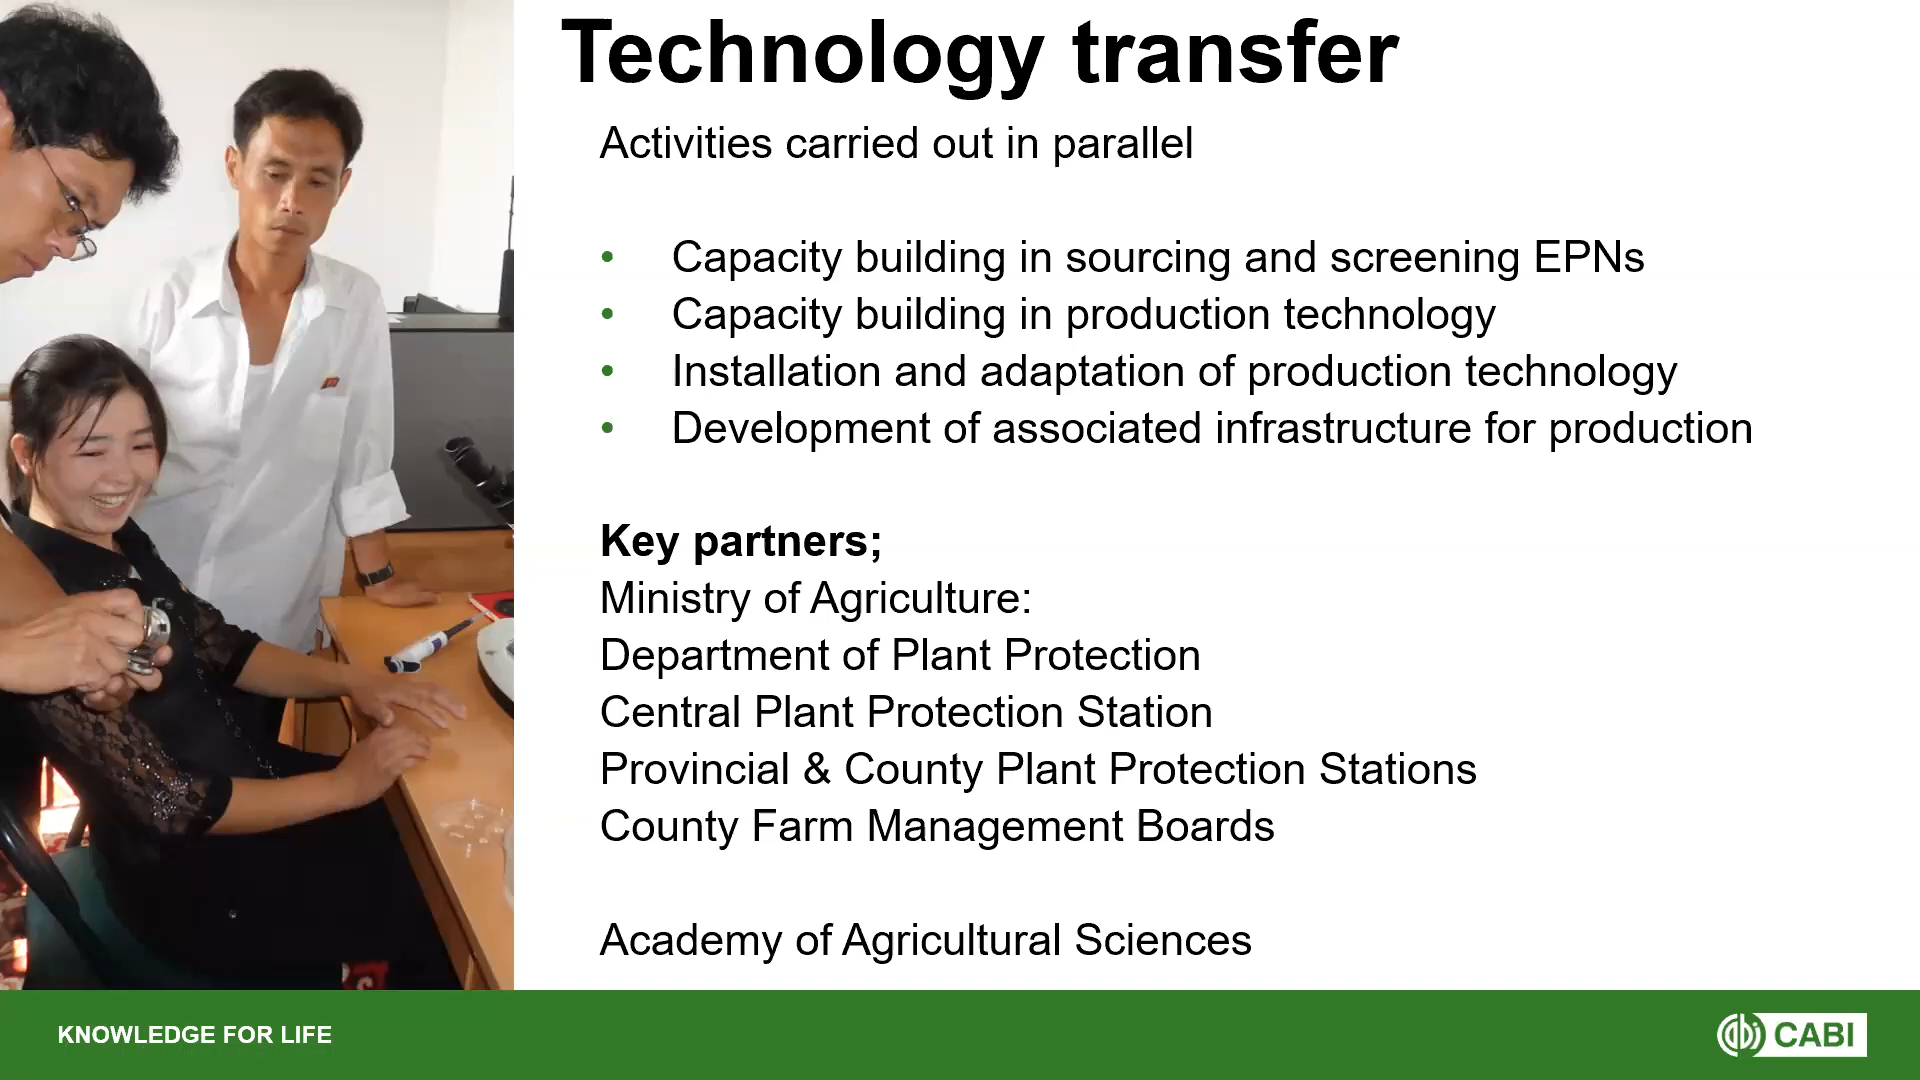 Technology transfer
Activities carried out in parallel
• Capacity building in sourcing and screening EPNs
• Capacity building in production technology
• Installation and adaptation of production technology
• Development of associated infrastructure for production
Key partners;
Ministry of Agriculture:
Department of Plant Protection
Central Plant Protection Station
Provincial & County Plant Protection Stations
County Farm Management Boards
Academy of Agricultural Sciences
KNOWLEDGE FOR LIFE
cabi CABI